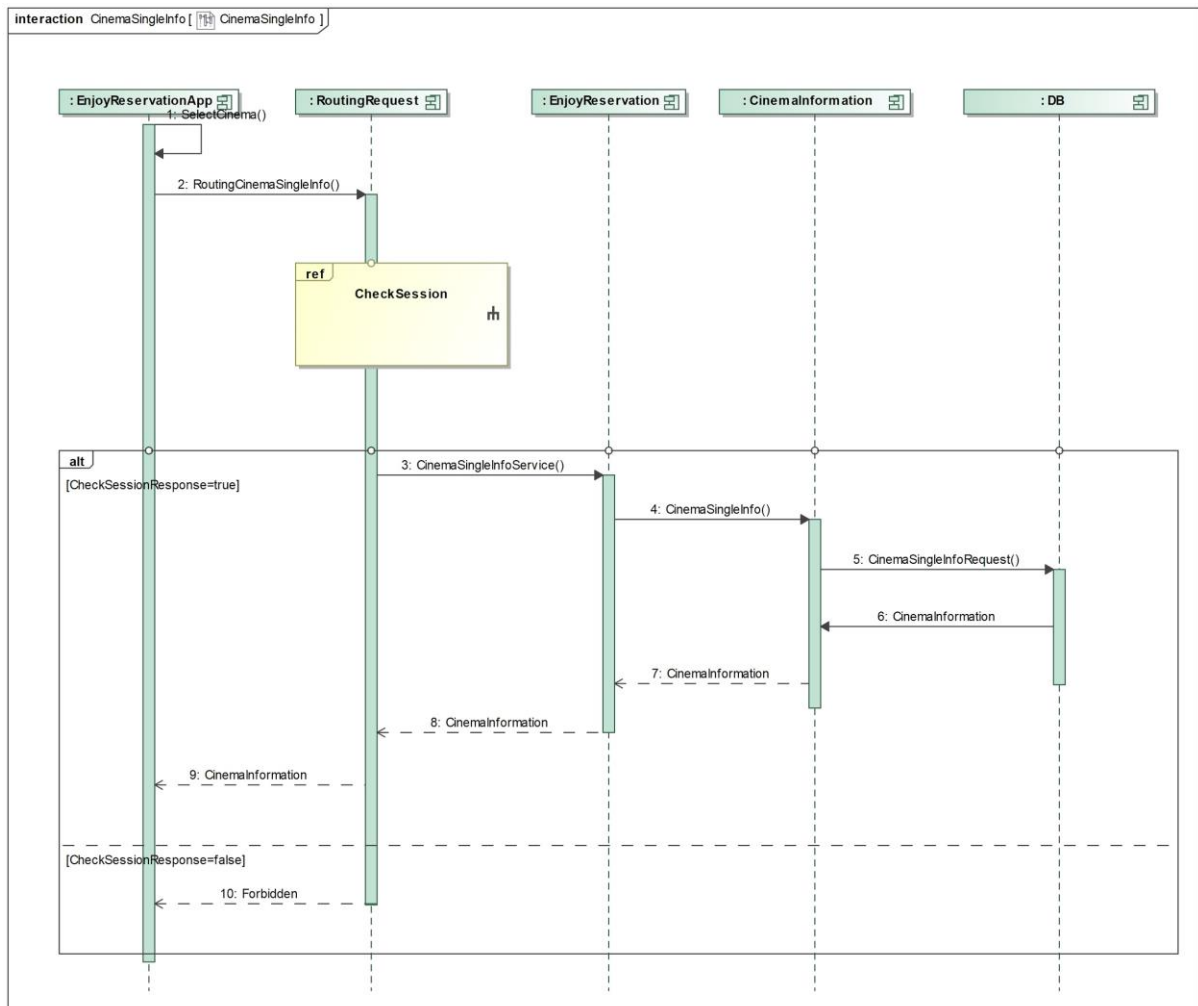 interaction CinemaSingleInfo [ CinemaSingleInfo ]
: EnjoyReservationApp
: RoutingRequest
: EnjoyReservation
: CinemaInformation
: DB
1: SelectCinema()
2: RoutingCinemaSingleInfo()
ref
CheckSession
alt
[CheckSessionResponse=true]
3: CinemaSingleInfoService()
4: CinemaSingleInfo()
5: CinemaSingleInfoRequest()
6: CinemaInformation
7: CinemaInformation
8: CinemaInformation
9: CinemaInformation
[CheckSessionResponse=false]
10: Forbidden